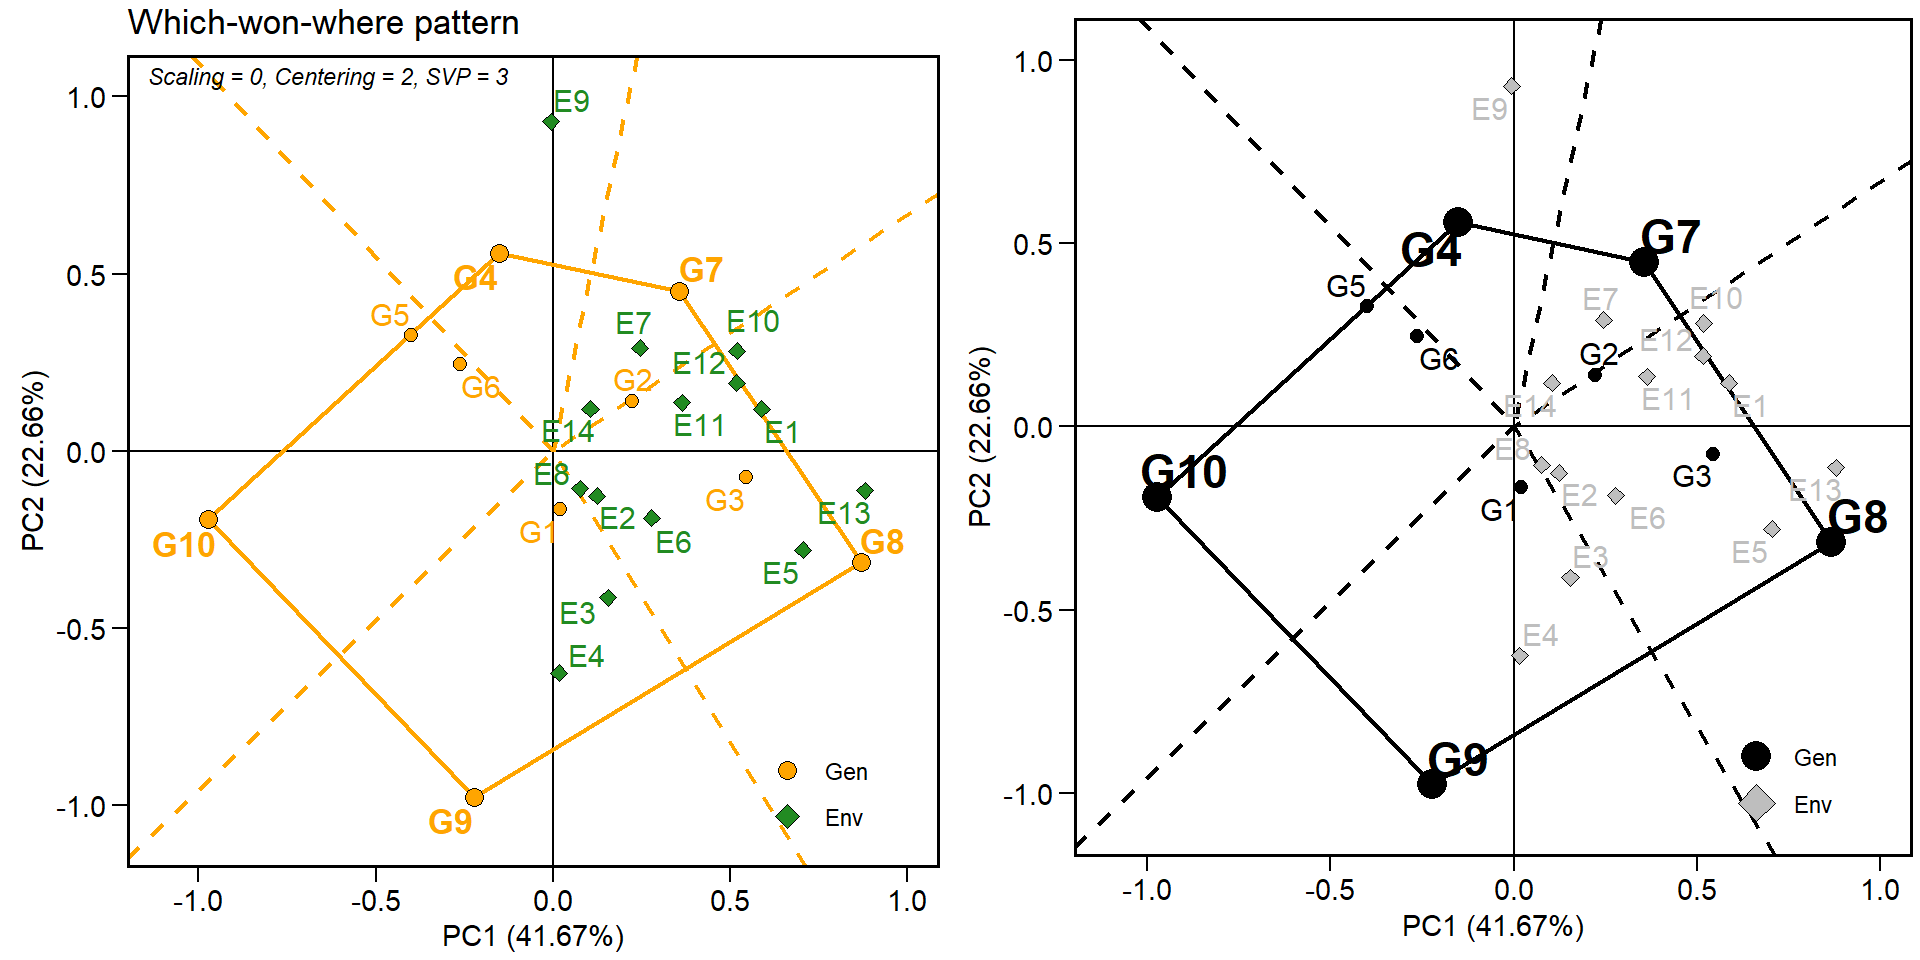 Which-won-where pattern
Scaling = 0, Centering = 2, SVP = 3
1.0
0.5
0.0
-0.5
-1.0
PC2 (22.66%)
E9
G4
G7
G5
G6
E7
E10
E12
G2
E14
E11
E1
E8
E2
G1
E6
G3
E13
G8
E5
E3
E4
G10
G9
Gen
Env
-1.0
-0.5
0.0
0.5
1.0
PC1 (41.67%)
1.0
0.5
0.0
-0.5
-1.0
PC2 (22.66%)
E9
G4
G7
G5
G6
E7
E10
E12
G2
E14
E11
E1
E8
E2
G1
E6
G3
E13
G8
E5
E3
E4
G10
G9
Gen
Env
-1.0
-0.5
0.0
0.5
1.0
PC1 (41.67%)